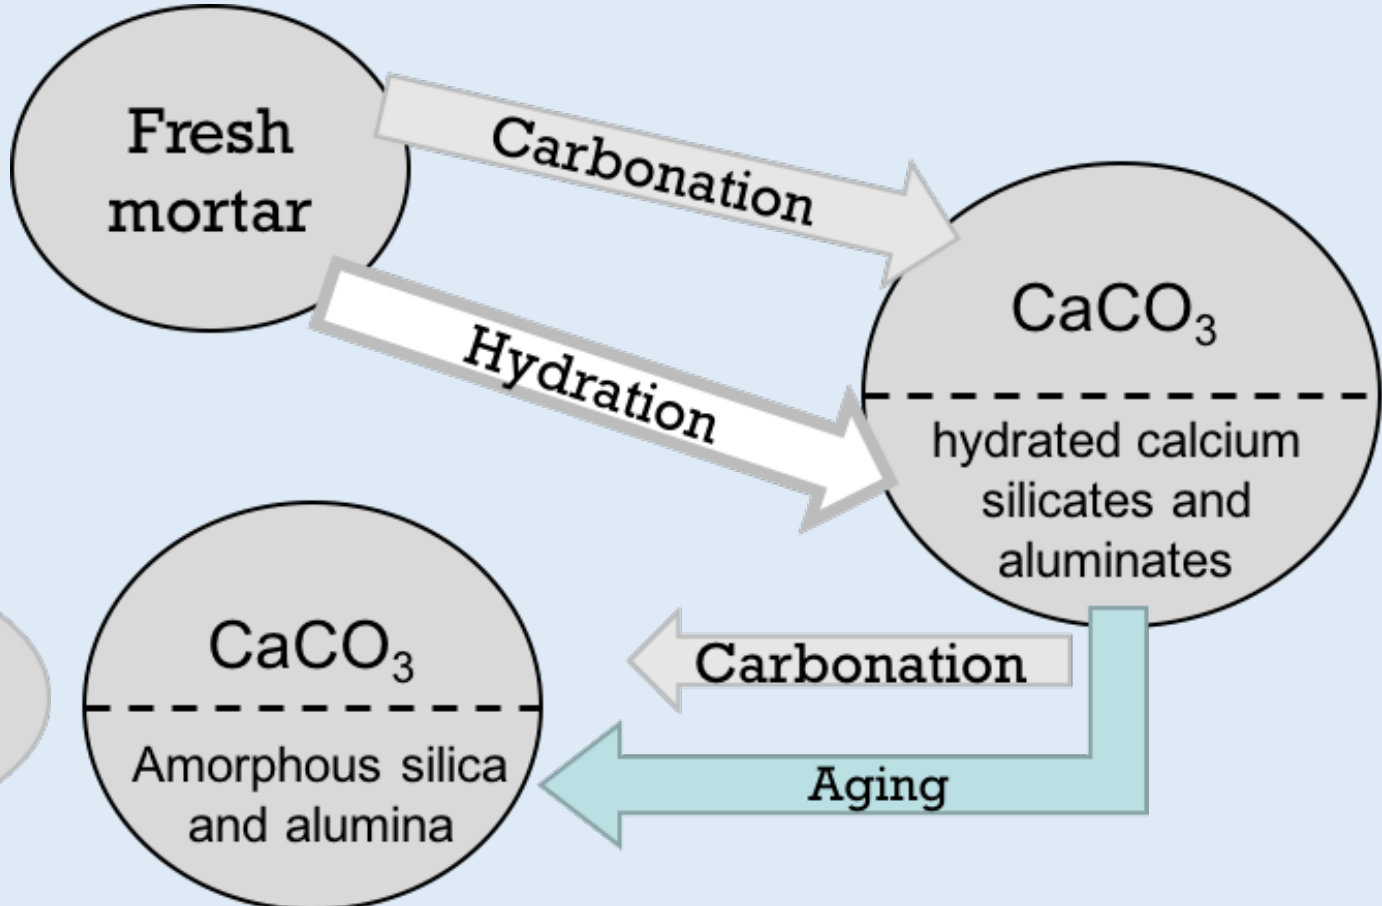 Fresh
mortar
Carbonation
Hydration
CaCO₃
hydrated calcium
silicates and
aluminates
Carbonation
Aging
CaCO₃
Amorphous silica
and alumina